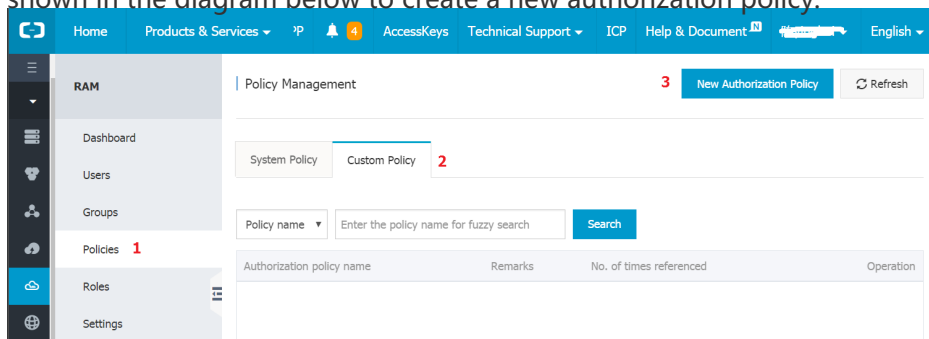 shown in the diagram below to create a new authorization policy.
Home Products & Services ᴵP 4 AccessKeys Technical Support ICP Help & Document N English
RAM
Policy Management 3 New Authorization Policy Refresh
Dashboard
System Policy Custom Policy 2
Users
Groups
Policy name Enter the policy name for fuzzy search Search
Policies 1
Authorization policy name Remarks No. of times referenced Operation
Roles
Settings